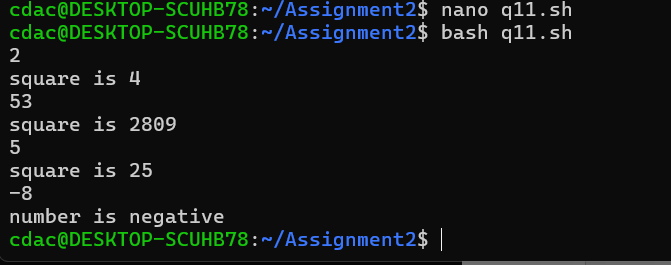 cdac@DESKTOP-SCUHB78:~/Assignment2$ nano q11.sh
cdac@DESKTOP-SCUHB78:~/Assignment2$ bash q11.sh
2
square is 4
53
square is 2809
5
square is 25
-8
number is negative
cdac@DESKTOP-SCUHB78:~/Assignment2$